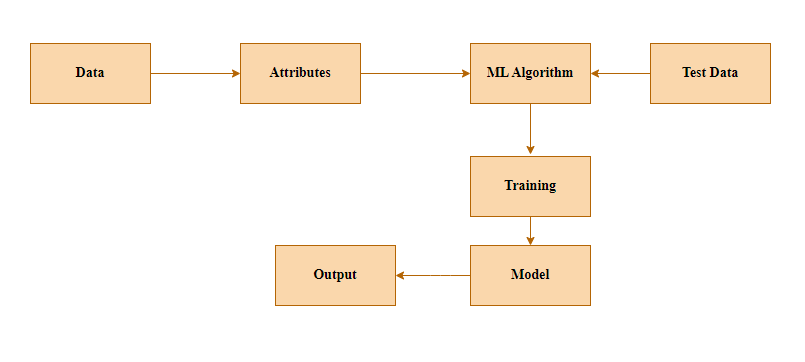 Data
Attributes
ML Algorithm
Test Data
Training
Output
Model